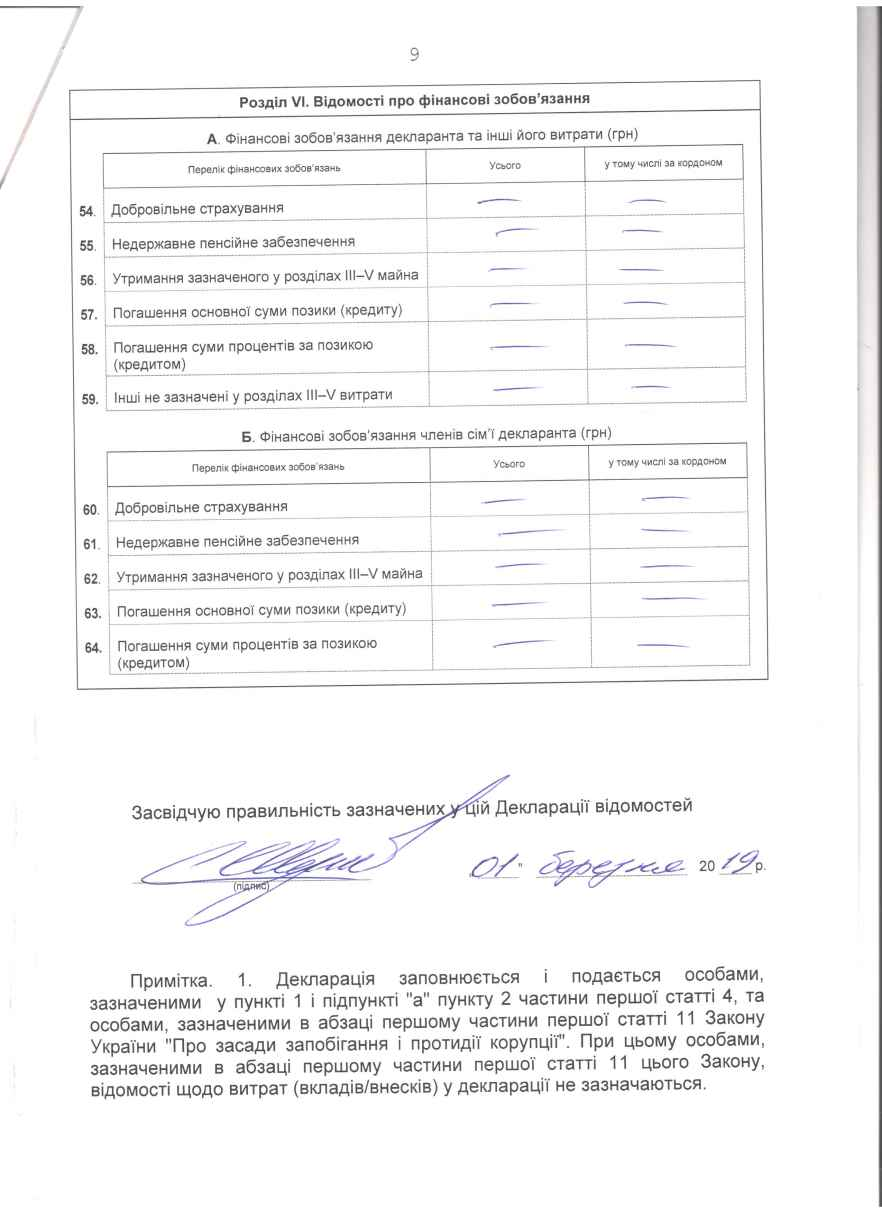 9
Розділ VI. Відомості про фінансові зобов'язання
А. Фінансові зобов'язання декларанта та інші його витрати (грн)
Перелік фінансових зобов'язань Усього у тому числі за кордоном
54. Добровільне страхування — —
55. Недержавне пенсійне забезпечення — —
56. Утримання зазначеного у розділах III–V майна — —
57. Погашення основної суми позики (кредиту) — —
58. Погашення суми процентів за позикою — —
(кредитом)
59. Інші не зазначені у розділах III–V витрати — —
Б. Фінансові зобов'язання членів сім'ї декларанта (грн)
Перелік фінансових зобов'язань Усього у тому числі за кордоном
60. Добровільне страхування — —
61. Недержавне пенсійне забезпечення — —
62. Утримання зазначеного у розділах III–V майна — —
63. Погашення основної суми позики (кредиту) — —
64. Погашення суми процентів за позикою — —
(кредитом)
Засвідчую правильність зазначених у цій Декларації відомостей
01 " березня 20 19 р.
(підпис)
Примітка. 1. Декларація заповнюється і подається особами,
зазначеними у пункті 1 і підпункті "а" пункту 2 частини першої статті 4, та
особами, зазначеними в абзаці першому частини першої статті 11 Закону
України "Про засади запобігання і протидії корупції". При цьому особами,
зазначеними в абзаці першому частини першої статті 11 цього Закону,
відомості щодо витрат (вкладів/внесків) у декларації не зазначаються.